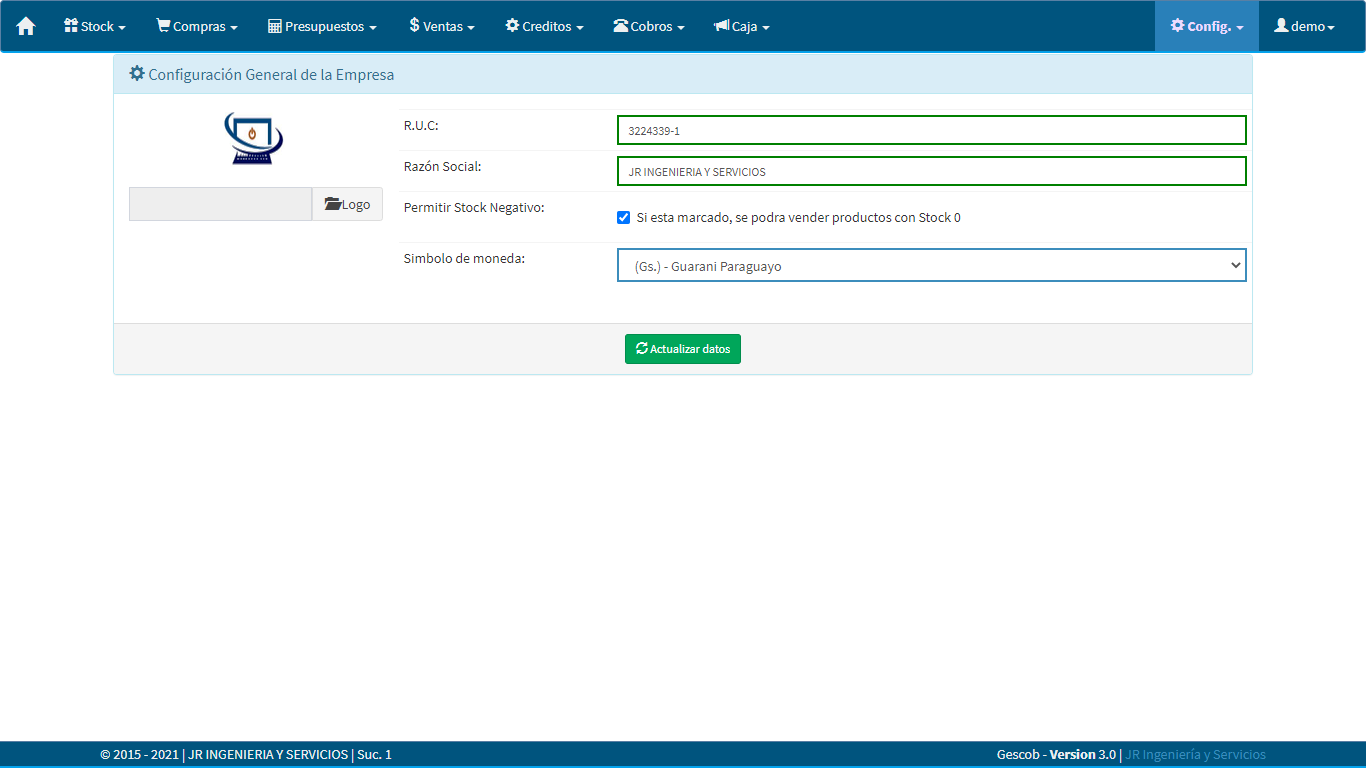 Stock Compras Presupuestos $ Ventas Creditos Cobros Caja Config. demo
Configuración General de la Empresa
R.U.C: 3224339-1
Razón Social: JR INGENIERIA Y SERVICIOS
Logo
Permitir Stock Negativo: Si esta marcado, se podra vender productos con Stock 0
Simbolo de moneda: (Gs.) - Guarani Paraguayo
Actualizar datos
© 2015 - 2021 | JR INGENIERIA Y SERVICIOS | Suc. 1 Gescob - Version 3.0 | JR Ingeniería y Servicios